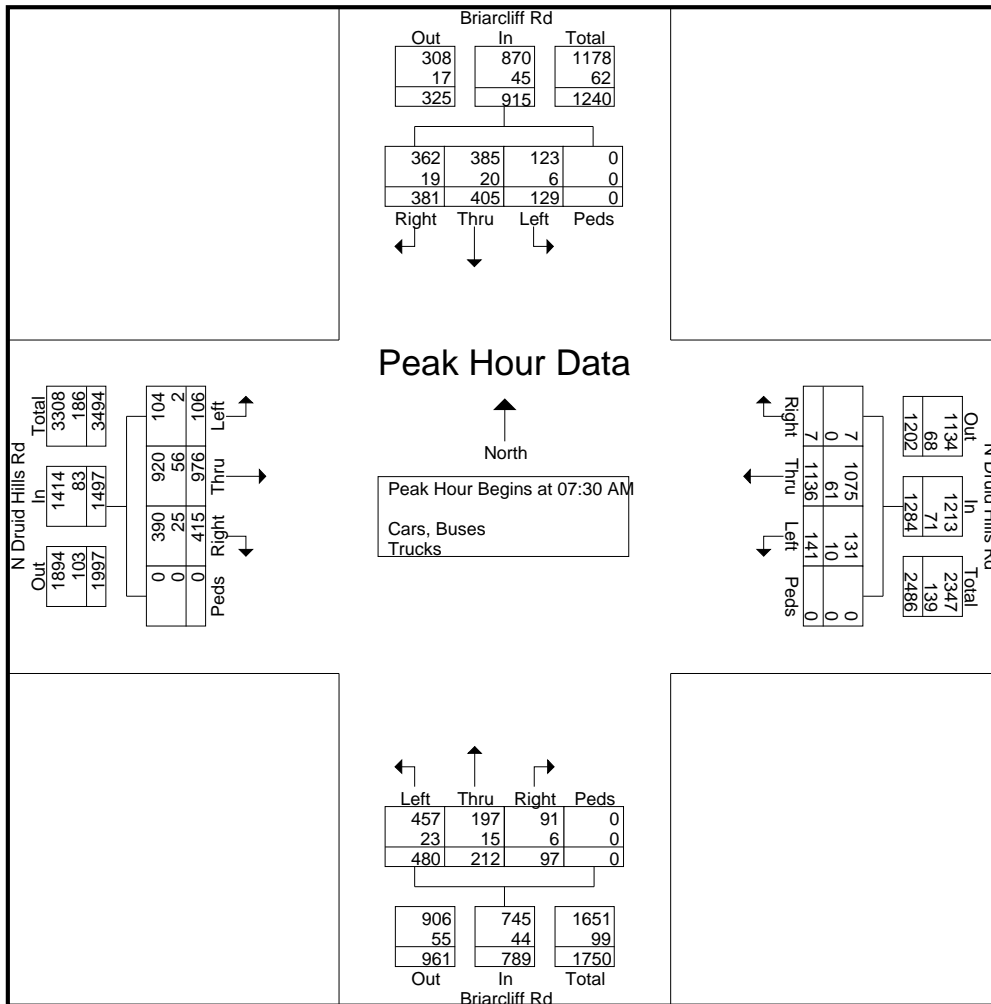 Briarcliff Rd
Out In Total
308 870 1178
17 45 62
325 915 1240
362 385 123 0
19 20 6 0
381 405 129 0
Right Thru Left Peds
Peak Hour Data
North
Peak Hour Begins at 07:30 AM
Cars, Buses
Trucks
N Druid Hills Rd
Total In Out
3308 1414 1894
186 83 103
3494 1497 1997
104 920 390 0
2 56 25 0
106 976 415 0
Left Thru Right Peds
Right Thru Left Peds
7 1136 141 0
0 61 10 0
7 1075 131 0
1202 1284 2486
68 71 139
1134 1213 2347
Out In Total
N Druid Hills Rd
Left Thru Right Peds
457 197 91 0
23 15 6 0
480 212 97 0
906 745 1651
55 44 99
961 789 1750
Out In Total
Briarcliff Rd